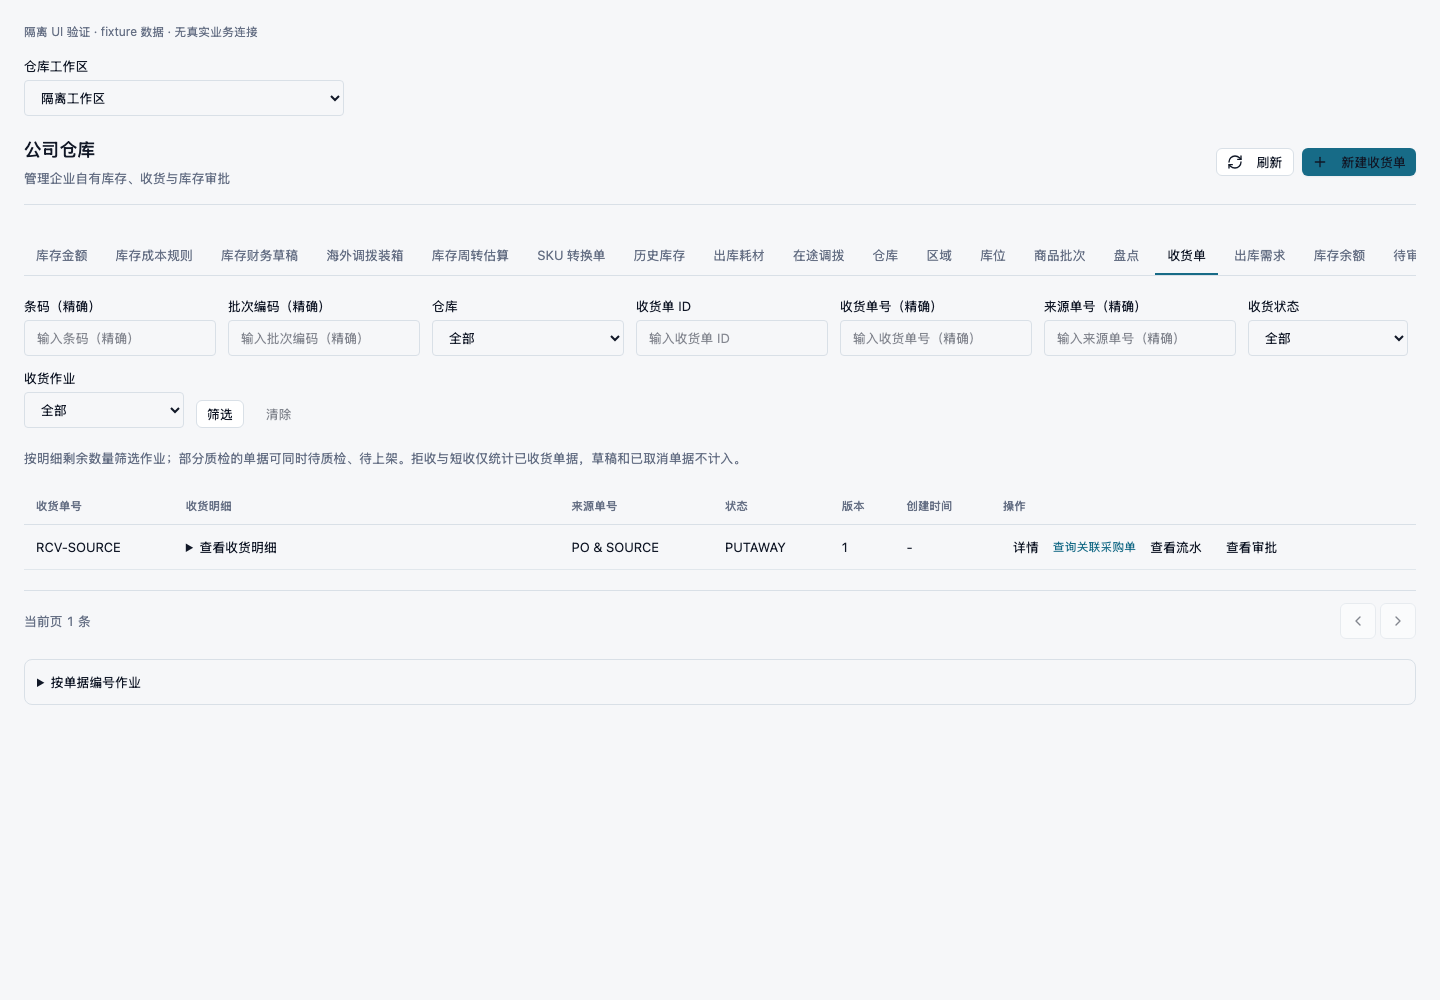 隔离 UI 验证 · fixture 数据 · 无真实业务连接
仓库工作区
隔离工作区
公司仓库
管理企业自有库存、收货与库存审批
刷新
新建收货单
库存金额 库存成本规则 库存财务草稿 海外调拨装箱 库存周转估算 SKU 转换单 历史库存 出库耗材 在途调拨 仓库 区域 库位 商品批次 盘点 收货单 出库需求 库存余额 待审
条码（精确） 批次编码（精确） 仓库 收货单 ID 收货单号（精确） 来源单号（精确） 收货状态
输入条码（精确） 输入批次编码（精确） 全部 输入收货单 ID 输入收货单号（精确） 输入来源单号（精确） 全部
收货作业
全部 筛选 清除
按明细剩余数量筛选作业；部分质检的单据可同时待质检、待上架。拒收与短收仅统计已收货单据，草稿和已取消单据不计入。
收货单号 收货明细 来源单号 状态 版本 创建时间 操作
RCV-SOURCE 查看收货明细 PO & SOURCE PUTAWAY 1 - 详情 查询关联采购单 查看流水 查看审批
当前页 1 条
按单据编号作业